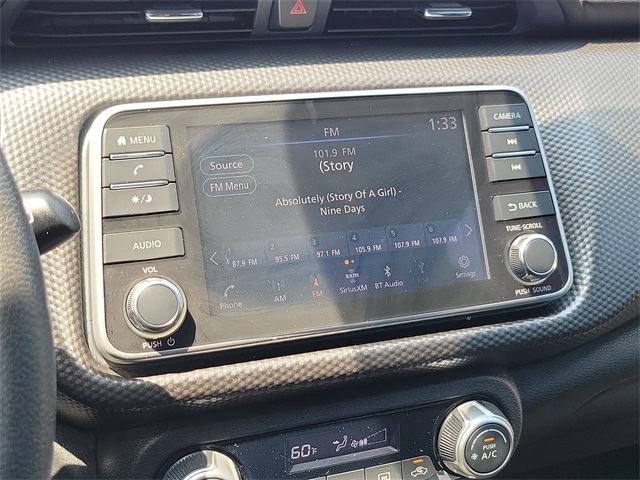 MENU
AUDIO
VOL
PUSH
FM
1:33
101.9 FM
(Story
Source
FM Menu
Absolutely (Story Of A Girl) -
Nine Days
1 2 3 4 5 6
87.9 FM 95.5 FM 97.1 FM 105.9 FM 107.9 FM 107.9 FM
sxm
Phone AM FM SiriusXM BT Audio USB Settings
CAMERA
BACK
TUNE·SCROLL
PUSH SOUND
60°F
PUSH
A/C